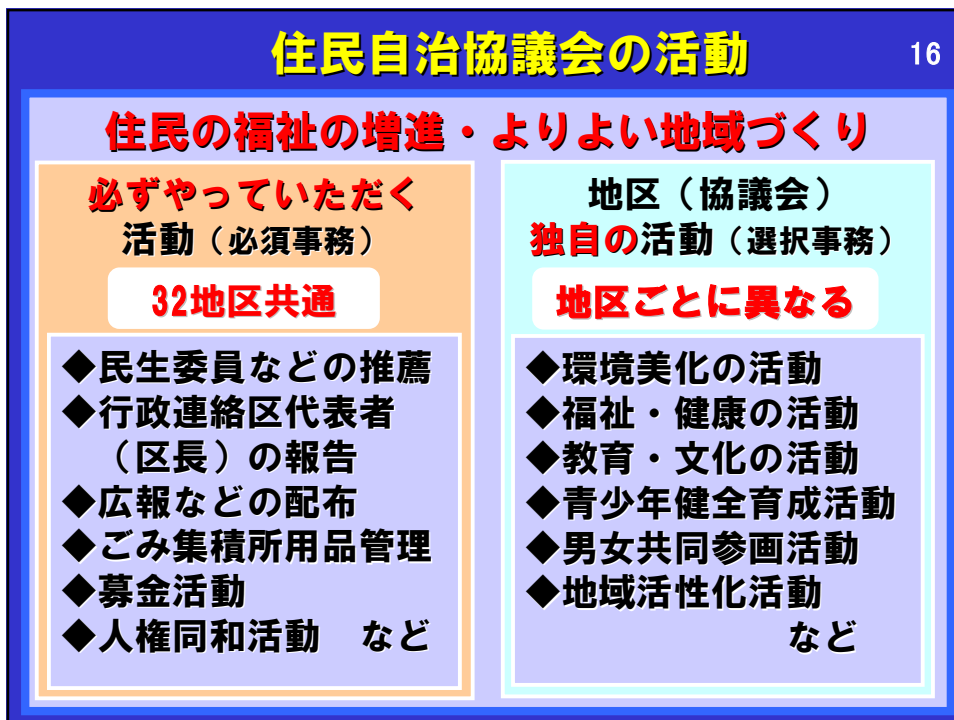 住民自治協議会の活動
16
住民の福祉の増進・よりよい地域づくり
必ずやっていただく
活動（必須事務）
32地区共通
◆民生委員などの推薦
◆行政連絡区代表者
（区長）の報告
◆広報などの配布
◆ごみ集積所用品管理
◆募金活動
◆人権同和活動　など
地区（協議会）
独自の活動（選択事務）
地区ごとに異なる
◆環境美化の活動
◆福祉・健康の活動
◆教育・文化の活動
◆青少年健全育成活動
◆男女共同参画活動
◆地域活性化活動
など